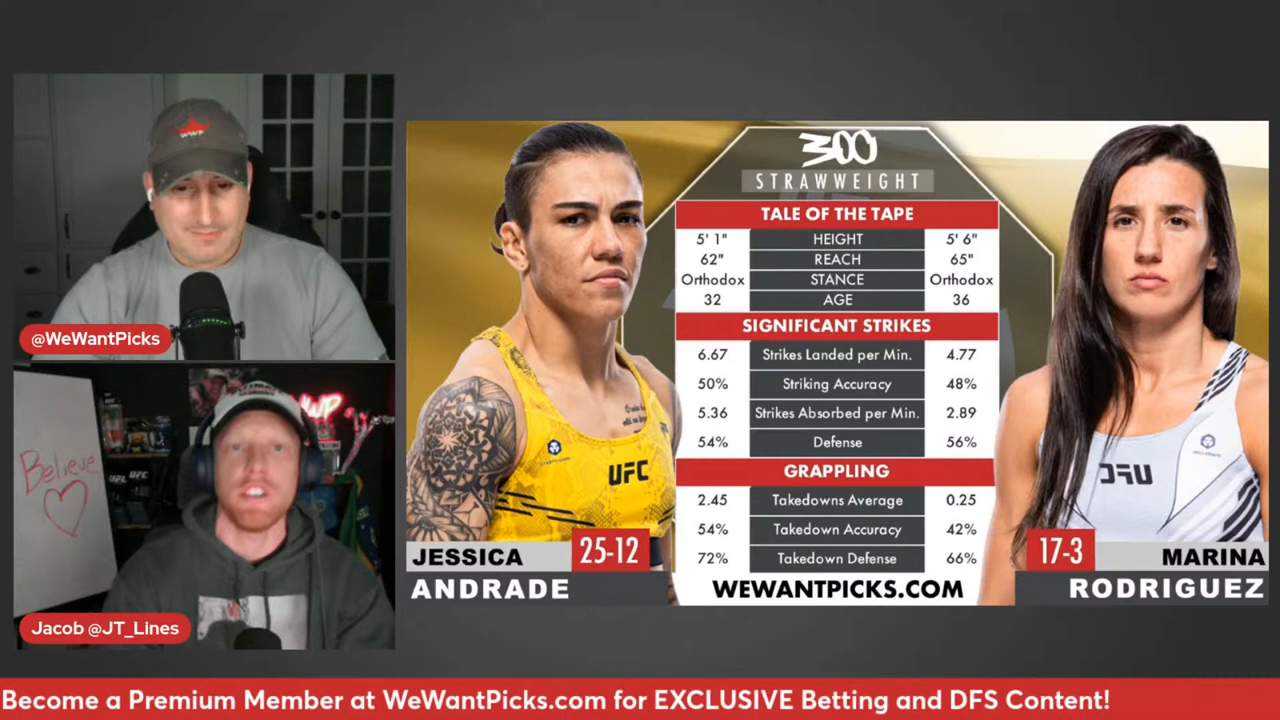 WWP
@WeWantPicks
Believe
WP
UFC
UFC
Jacob @JT_Lines
300
STRAWWEIGHT
TALE OF THE TAPE
5' 1" HEIGHT 5' 6"
62" REACH 65"
Orthodox STANCE Orthodox
32 AGE 36
SIGNIFICANT STRIKES
6.67 Strikes Landed per Min. 4.77
50% Striking Accuracy 48%
5.36 Strikes Absorbed per Min. 2.89
54% Defense 56%
GRAPPLING
2.45 Takedowns Average 0.25
54% Takedown Accuracy 42%
72% Takedown Defense 66%
WEWANTPICKS.COM
UFC
JESSICA 25-12
ANDRADE
17-3 MARINA
RODRIGUEZ
Become a Premium Member at WeWantPicks.com for EXCLUSIVE Betting and DFS Content!